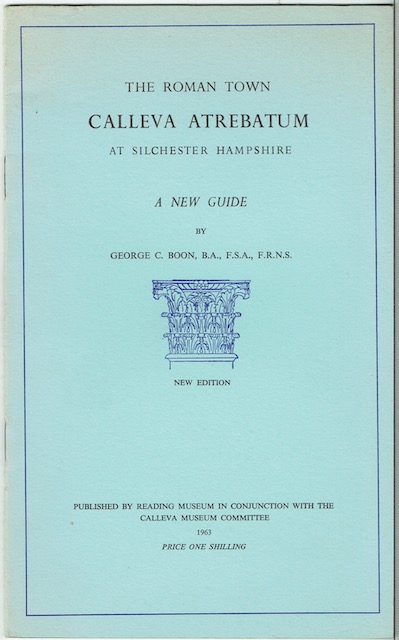 THE ROMAN TOWN
CALLEVA ATREBATUM
AT SILCHESTER HAMPSHIRE
A NEW GUIDE
BY
GEORGE C. BOON, B.A., F.S.A., F.R.N.S.
NEW EDITION
PUBLISHED BY READING MUSEUM IN CONJUNCTION WITH THE
CALLEVA MUSEUM COMMITTEE
1963
PRICE ONE SHILLING